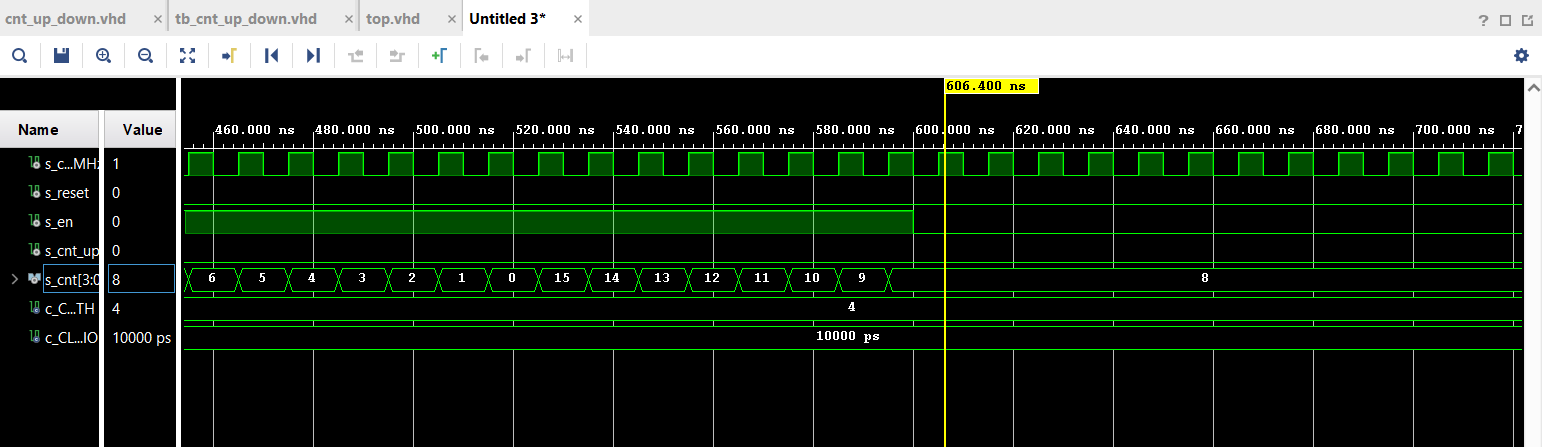 cnt_up_down.vhd × tb_cnt_up_down.vhd × top.vhd × Untitled 3* ×
? 
606.400 ns
Name Value
460.000 ns 480.000 ns 500.000 ns 520.000 ns 540.000 ns 560.000 ns 580.000 ns 600.000 ns 620.000 ns 640.000 ns 660.000 ns 680.000 ns 700.000 ns 7
s_c...MHz 1
s_reset 0
s_en 0
s_cnt_up 0
s_cnt[3:0 8 6 5 4 3 2 1 0 15 14 13 12 11 10 9 8
c_C...TH 4 4
c_CL...IO 10000 ps 10000 ps